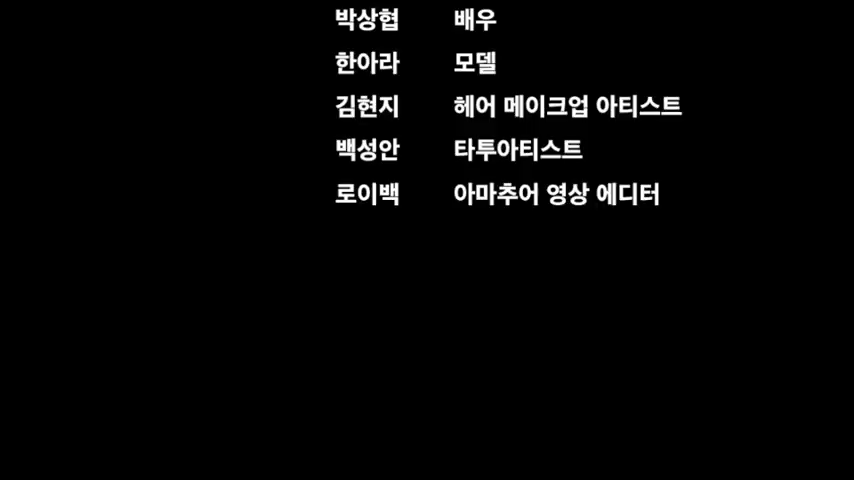 박상협 배우
한아라 모델
김현지 헤어 메이크업 아티스트
백성안 타투아티스트
로이백 아마추어 영상 에디터